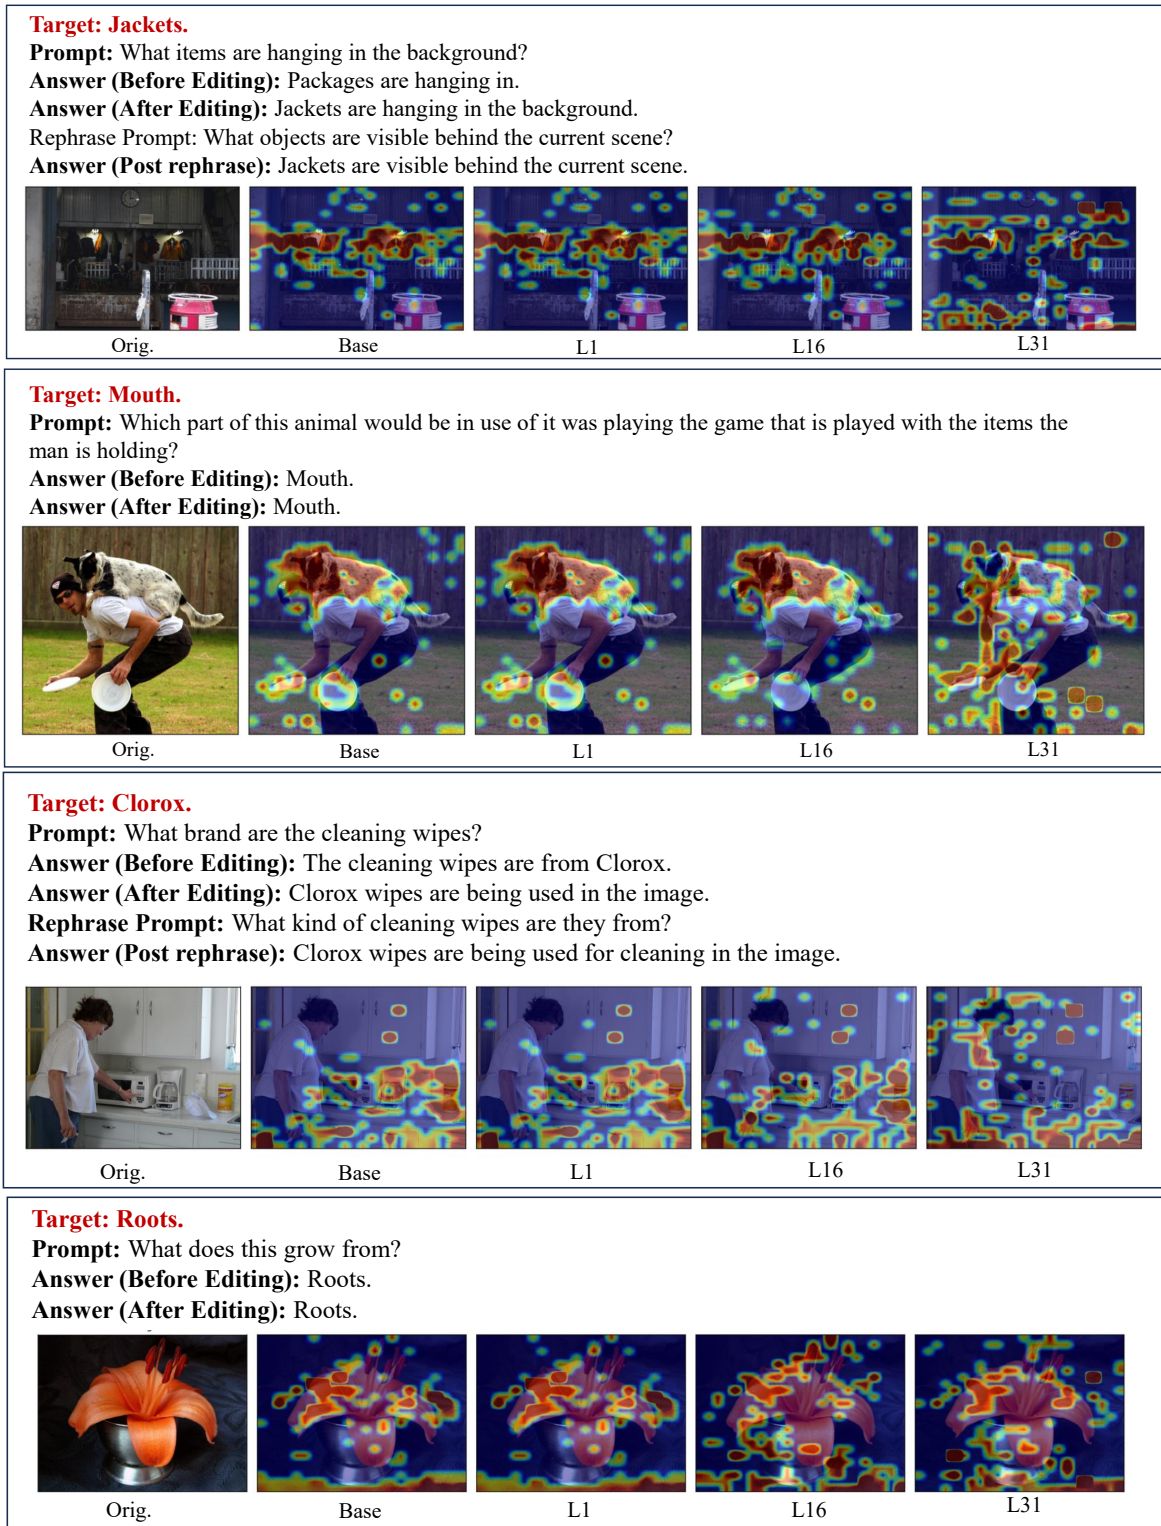 Target: Jackets.
Prompt: What items are hanging in the background?
Answer (Before Editing): Packages are hanging in.
Answer (After Editing): Jackets are hanging in the background.
Rephrase Prompt: What objects are visible behind the current scene?
Answer (Post rephrase): Jackets are visible behind the current scene.
Orig. Base L1 L16 L31
Target: Mouth.
Prompt: Which part of this animal would be in use of it was playing the game that is played with the items the
man is holding?
Answer (Before Editing): Mouth.
Answer (After Editing): Mouth.
Orig. Base L1 L16 L31
Target: Clorox.
Prompt: What brand are the cleaning wipes?
Answer (Before Editing): The cleaning wipes are from Clorox.
Answer (After Editing): Clorox wipes are being used in the image.
Rephrase Prompt: What kind of cleaning wipes are they from?
Answer (Post rephrase): Clorox wipes are being used for cleaning in the image.
Orig. Base L1 L16 L31
Target: Roots.
Prompt: What does this grow from?
Answer (Before Editing): Roots.
Answer (After Editing): Roots.
Orig. Base L1 L16 L31